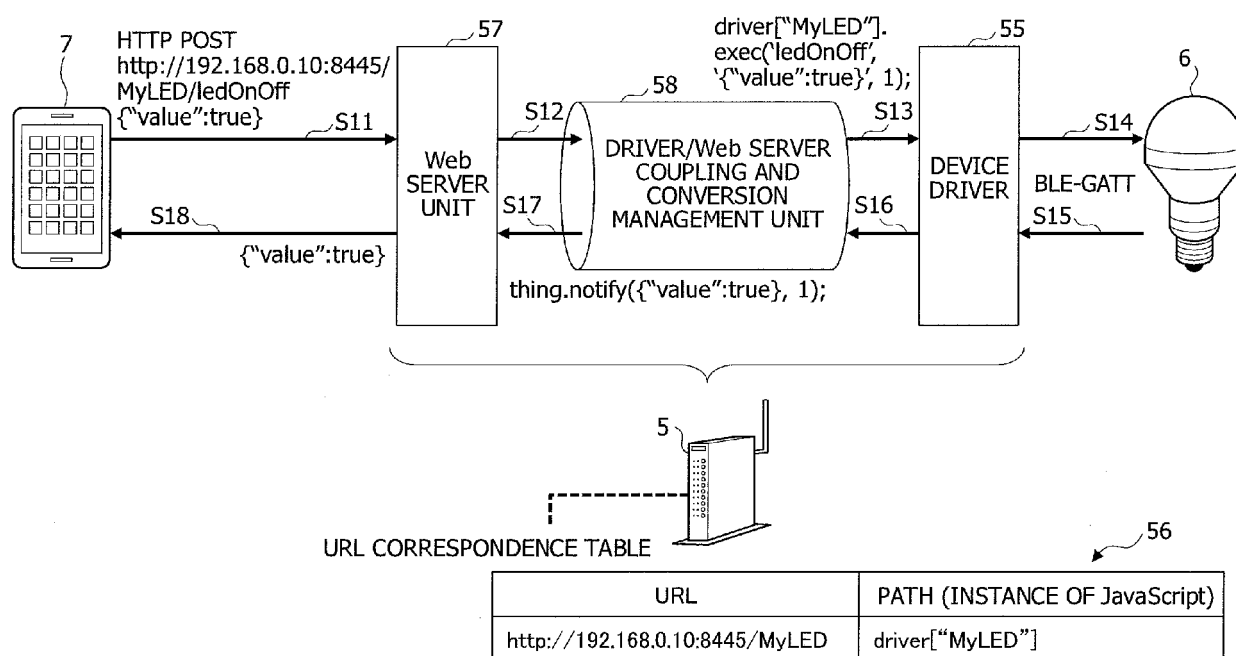 7
HTTP POST
http://192.168.0.10:8445/
MyLED/ledOnOff
{“value”:true}
S11
57
Web
SERVER
UNIT
S12
58
DRIVER/Web SERVER
COUPLING AND
CONVERSION
MANAGEMENT UNIT
driver[“MyLED”].
exec(‘ledOnOff’,
‘{“value”:true}’, 1);
S13
55
DEVICE
DRIVER
S14
6
BLE-GATT
S15
S16
S17
thing.notify({“value”:true}, 1);
S18
{“value”:true}
5
URL CORRESPONDENCE TABLE
56
URL PATH (INSTANCE OF JavaScript)
http://192.168.0.10:8445/MyLED driver[“MyLED”]